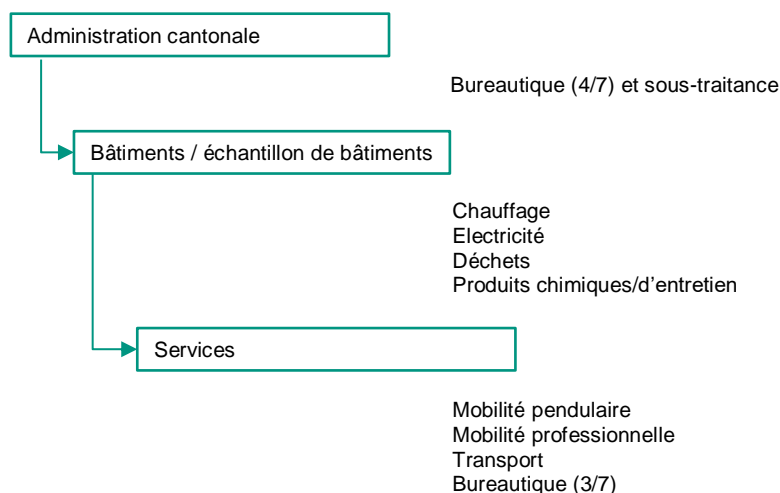 Administration cantonale
Bureautique (4/7) et sous-traitance
Bâtiments / échantillon de bâtiments
Chauffage
Electricité
Déchets
Produits chimiques/d'entretien
Services
Mobilité pendulaire
Mobilité professionnelle
Transport
Bureautique (3/7)